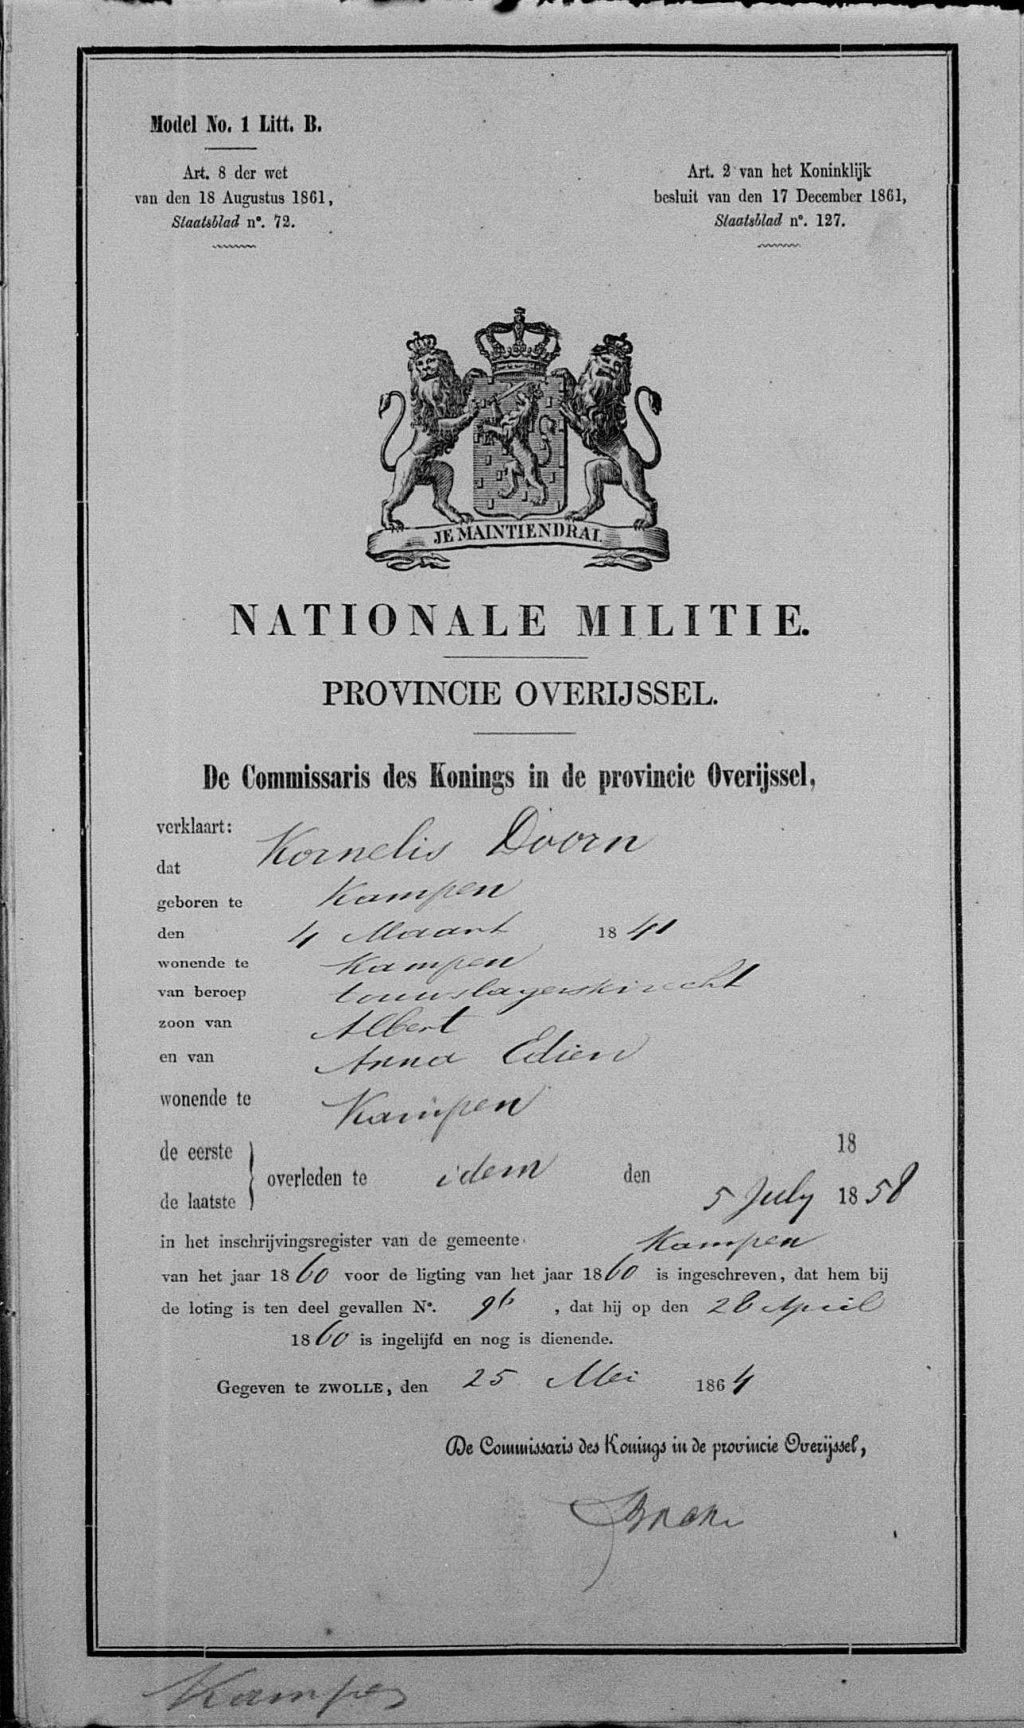 Model No. 1 Litt. B.
Art. 8 der wet
van den 18 Augustus 1861,
Staatsblad nº. 72.
Art. 2 van het Koninklijk
besluit van den 17 December 1861,
Staatsblad nº. 127.
JE MAINTIENDRAI.
NATIONALE MILITIE.
PROVINCIE OVERIJSSEL.
De Commissaris des Konings in de provincie Overijssel,
verklaart:
dat Kornelis Doorn
geboren te Kampen
den 4 Maart 1841
wonende te Kampen
van beroep touwslagersknecht
zoon van Albert
en van Anna Edien
wonende te Kampen
de eerste 18
overleden te idem den
de laatste 5 July 1858
in het inschrijvingsregister van de gemeente Kampen
van het jaar 1860 voor de ligting van het jaar 1860 is ingeschreven, dat hem bij
de loting is ten deel gevallen Nº. 96, dat hij op den 28 April
1860 is ingelijfd en nog is dienende.
Gegeven te ZWOLLE, den 25 Mei 1864
De Commissaris des Konings in de provincie Overijssel,
Kampen